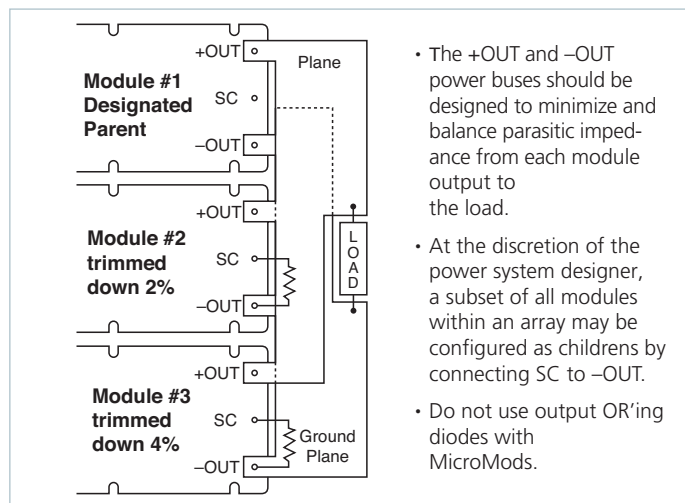 +OUT
Plane
Module #1
Designated
Parent
SC
–OUT
+OUT
Module #2
trimmed
down 2%
SC
–OUT
LOAD
+OUT
Module #3
trimmed
down 4%
SC
Ground
Plane
–OUT
• The +OUT and –OUT
power buses should be
designed to minimize and
balance parasitic imped-
ance from each module
output to
the load.
• At the discretion of the
power system designer,
a subset of all modules
within an array may be
configured as childrens by
connecting SC to –OUT.
• Do not use output OR'ing
diodes with
MicroMods.